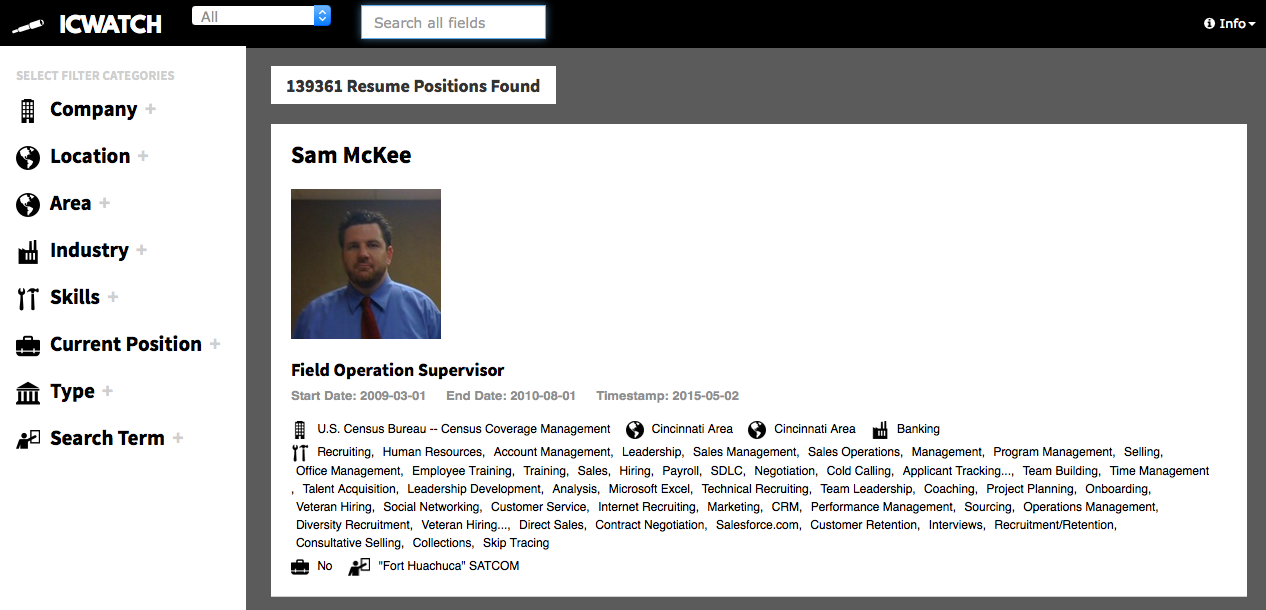 ICWATCH
All
Search all fields
Info
SELECT FILTER CATEGORIES
Company +
Location +
Area +
Industry +
Skills +
Current Position +
Type +
Search Term +
139361 Resume Positions Found
Sam McKee
Field Operation Supervisor
Start Date: 2009-03-01 End Date: 2010-08-01 Timestamp: 2015-05-02
U.S. Census Bureau -- Census Coverage Management Cincinnati Area Cincinnati Area Banking
Recruiting, Human Resources, Account Management, Leadership, Sales Management, Sales Operations, Management, Program Management, Selling,
Office Management, Employee Training, Training, Sales, Hiring, Payroll, SDLC, Negotiation, Cold Calling, Applicant Tracking..., Team Building, Time Management
, Talent Acquisition, Leadership Development, Analysis, Microsoft Excel, Technical Recruiting, Team Leadership, Coaching, Project Planning, Onboarding,
Veteran Hiring, Social Networking, Customer Service, Internet Recruiting, Marketing, CRM, Performance Management, Sourcing, Operations Management,
Diversity Recruitment, Veteran Hiring..., Direct Sales, Contract Negotiation, Salesforce.com, Customer Retention, Interviews, Recruitment/Retention,
Consultative Selling, Collections, Skip Tracing
No "Fort Huachuca" SATCOM